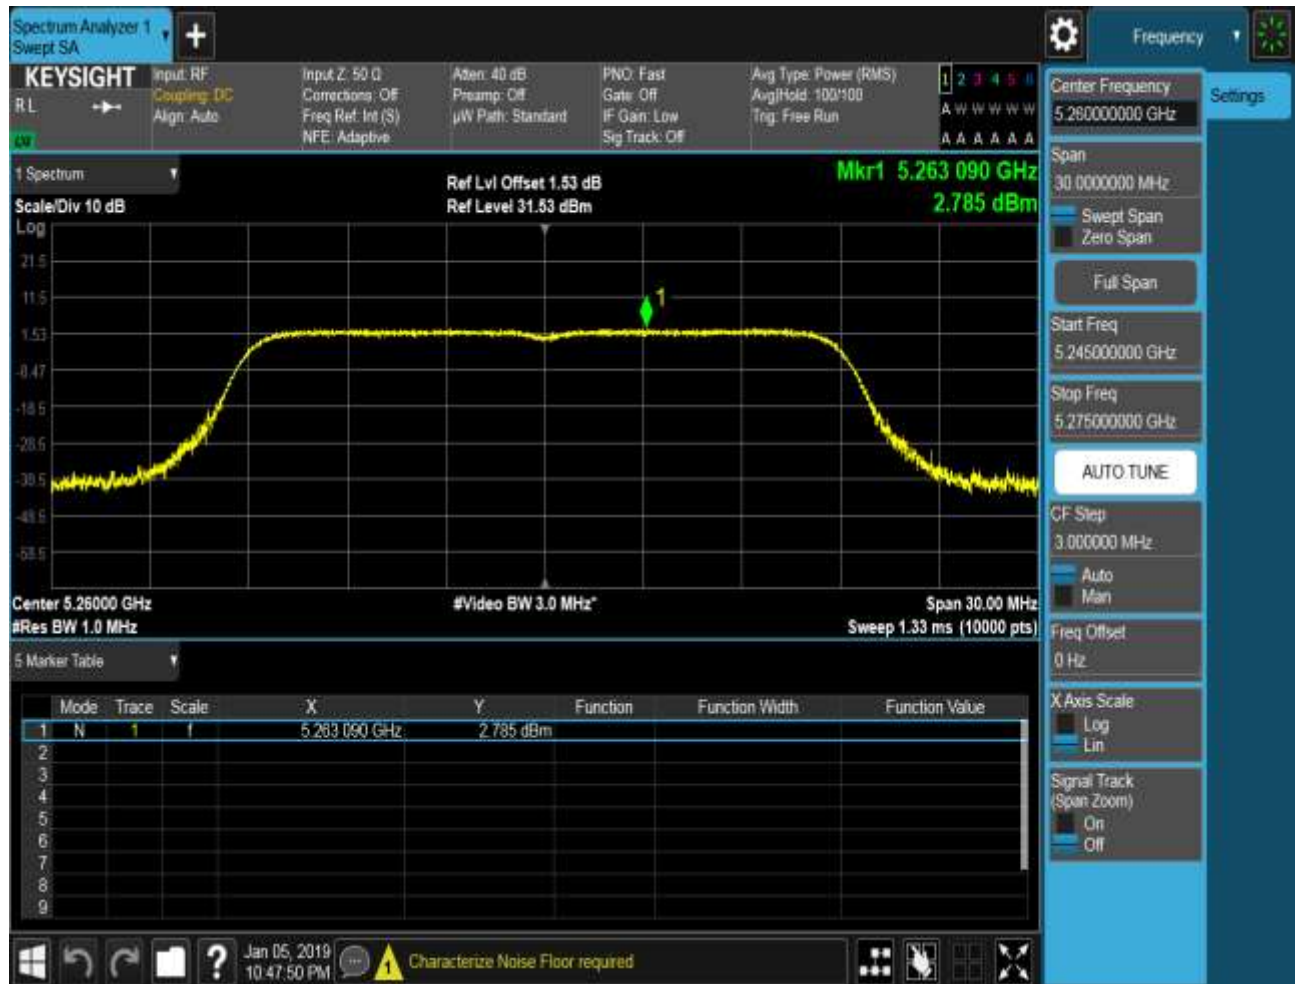 Spectrum Analyzer 1
Swept SA
Frequency
KEYSIGHT
RL
Input: RF
Coupling: DC
Align: Auto
Input Z: 50 Ω
Corrections: Off
Freq Ref: Int (S)
NFE: Adaptive
Atten: 40 dB
Preamp: Off
µW Path: Standard
PNO: Fast
Gate: Off
IF Gain: Low
Sig Track: Off
Avg Type: Power (RMS)
Avg|Hold: 100/100
Trig: Free Run
1 2 3 4 5 6
A W W W W W
A A A A A A
1 Spectrum
Scale/Div 10 dB
Ref Lvl Offset 1.53 dB
Ref Level 31.53 dBm
Mkr1 5.263 090 GHz
2.785 dBm
Log
21.5
11.5
1.53
-8.47
-18.5
-28.5
-38.5
-48.5
-58.5
1
Center 5.26000 GHz
#Res BW 1.0 MHz
#Video BW 3.0 MHz*
Span 30.00 MHz
Sweep 1.33 ms (10000 pts)
5 Marker Table
Mode Trace Scale X Y Function Function Width Function Value
1 N 1 f 5.263 090 GHz 2.785 dBm
2
3
4
5
6
7
8
9
Jan 05, 2019
10:47:50 PM
1
Characterize Noise Floor required
Settings
Center Frequency
5.260000000 GHz
Span
30.0000000 MHz
Swept Span
Zero Span
Full Span
Start Freq
5.245000000 GHz
Stop Freq
5.275000000 GHz
AUTO TUNE
CF Step
3.000000 MHz
Auto
Man
Freq Offset
0 Hz
X Axis Scale
Log
Lin
Signal Track
(Span Zoom)
On
Off